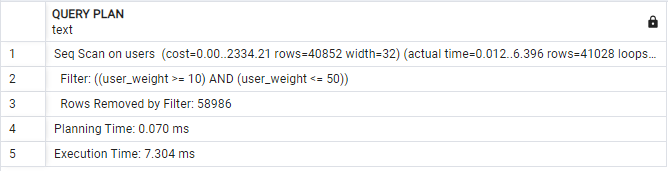 QUERY PLAN
text
1 Seq Scan on users (cost=0.00..2334.21 rows=40852 width=32) (actual time=0.012..6.396 rows=41028 loops...
2 Filter: ((user_weight >= 10) AND (user_weight <= 50))
3 Rows Removed by Filter: 58986
4 Planning Time: 0.070 ms
5 Execution Time: 7.304 ms